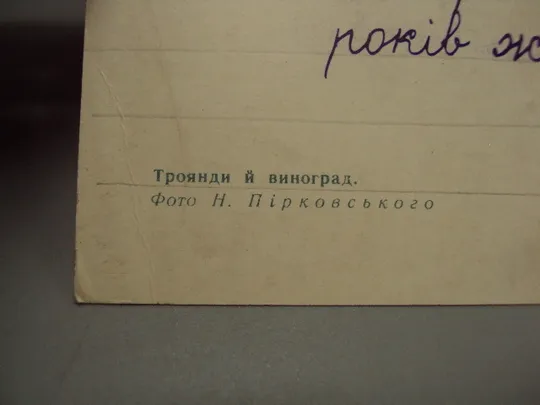 років ж
Троянди й виноград.
Фото Н. Пірковського